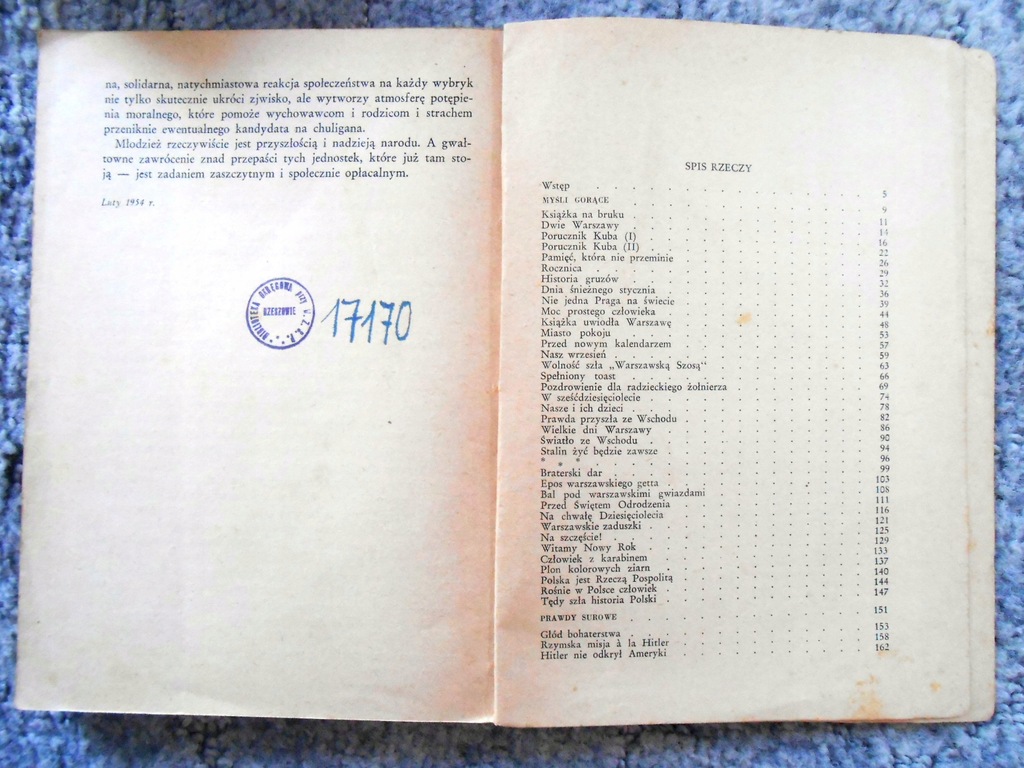 na, solidarna, natychmiastowa reakcja społeczeństwa na każdy wybryk
nie tylko skutecznie ukróci zjwisko, ale wytworzy atmosferę potępie-
nia moralnego, które pomoże wychowawcom i rodzicom i strachem
przeniknie ewentualnego kandydata na chuligana.
Młodzież rzeczywiście jest przyszłością i nadzieją narodu. A gwał-
towne zawrócenie znad przepaści tych jednostek, które już tam sto-
ją — jest zadaniem zaszczytnym i społecznie opłacalnym.
Luty 1954 r.
BIBLIOTEKA OKRĘGOWA PRZY W.Z.Z.R.
RZESZOWIE
17170
SPIS RZECZY
Wstęp 5
MYŚLI GORĄCE 9
Książka na bruku 11
Dwie Warszawy 14
Porucznik Kuba (I) 16
Porucznik Kuba (II) 22
Pamięć, która nie przeminie 26
Rocznica 29
Historia gruzów 32
Dnia śnieżnego stycznia 36
Nie jedna Praga na świecie 39
Moc prostego człowieka 44
Książka uwiodła Warszawę 48
Miasto pokoju 53
Przed nowym kalendarzem 57
Nasz wrzesień 59
Wolność szła „Warszawską Szosą“ 63
Spełniony toast 66
Pozdrowienie dla radzieckiego żołnierza 69
W sześćdziesięciolecie 74
Nasze i ich dzieci 78
Prawda przyszła ze Wschodu 82
Wielkie dni Warszawy 86
Światło ze Wschodu 90
Stalin żyć będzie zawsze 94
* * * 96
Braterski dar 99
Epos warszawskiego getta 103
Bal pod warszawskimi gwiazdami 108
Przed Świętem Odrodzenia 111
Na chwałę Dziesięciolecia 116
Warszawskie zaduszki 121
Na szczęście! 125
Witamy Nowy Rok 129
Człowiek z karabinem 133
Plon kolorowych ziarn 137
Polska jest Rzeczą Pospolitą 140
Rośnie w Polsce człowiek 144
Tędy szła historia Polski 147
PRAWDY SUROWE 151
Głód bohaterstwa 153
Rzymska misja à la Hitler 158
Hitler nie odkrył Ameryki 162